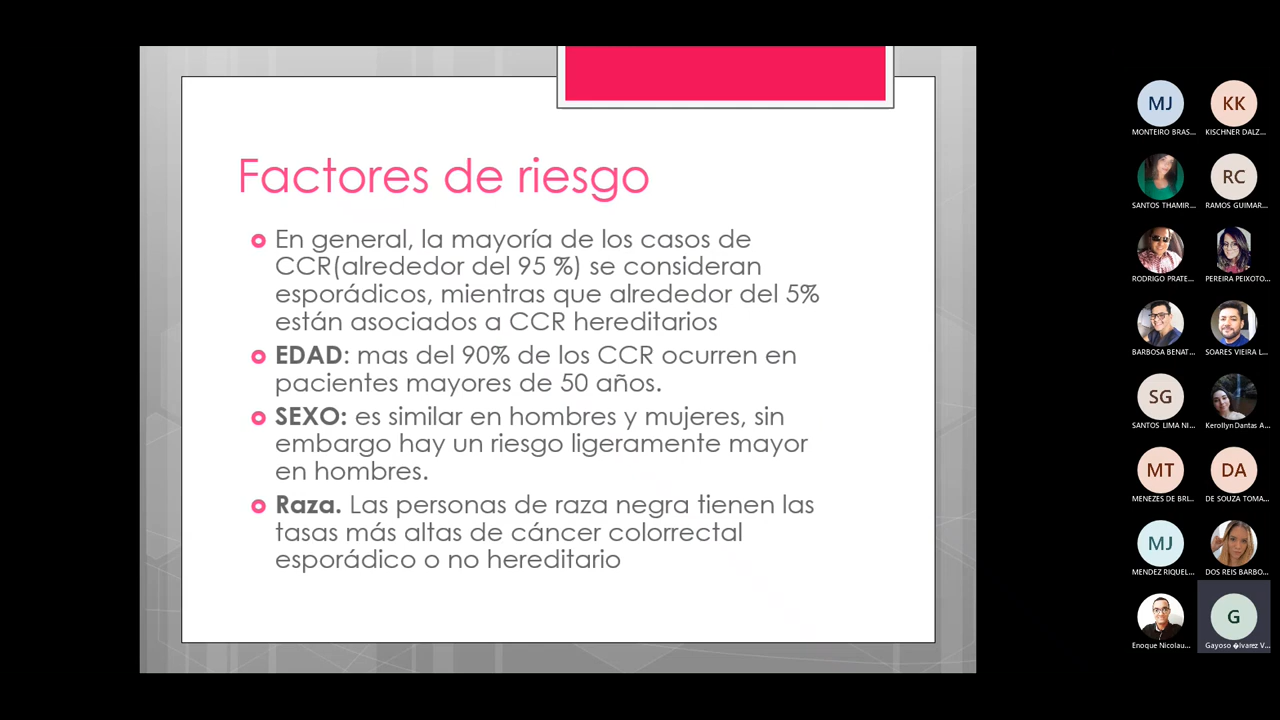 Factores de riesgo
En general, la mayoría de los casos de
CCR(alrededor del 95 %) se consideran
esporádicos, mientras que alrededor del 5%
están asociados a CCR hereditarios
EDAD: mas del 90% de los CCR ocurren en
pacientes mayores de 50 años.
SEXO: es similar en hombres y mujeres, sin
embargo hay un riesgo ligeramente mayor
en hombres.
Raza. Las personas de raza negra tienen las
tasas más altas de cáncer colorrectal
esporádico o no hereditario
MJ
KK
MONTEIRO BRAS...
KISCHNER DALZ...
RC
SANTOS THAMIR...
RAMOS GUIMAR...
RODRIGO PRATE...
PEREIRA PEIXOTO...
BARBOSA BENAT...
SOARES VIEIRA L...
SG
SANTOS LIMA NI...
Kerollyn Dantas A...
MT
DA
MENEZES DE BRI...
DE SOUZA TOMA...
MJ
MENDEZ RIQUEL...
DOS REIS BARBO...
G
Enoque Nicolau...
Gayoso �lvarez V...